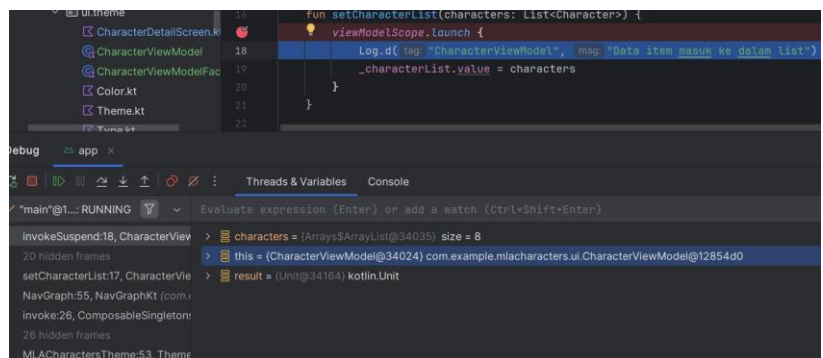 ui.theme
CharacterDetailScreen.k
CharacterViewModel
CharacterViewModelFac
Color.kt
Theme.kt
Type.kt
16 fun setCharacterList(characters: List<Character>) {
viewModelScope.launch {
18 Log.d( tag: "CharacterViewModel", msg: "Data item masuk ke dalam list")
19 _characterList.value = characters
20 }
21 }
22
Debug app ×
Threads & Variables Console
"main"@1...: RUNNING Evaluate expression (Enter) or add a watch (Ctrl+Shift+Enter)
invokeSuspend:18, CharacterView
20 hidden frames
setCharacterList:17, CharacterVie
NavGraph:55, NavGraphKt (com.
invoke:26, ComposableSingleton
26 hidden frames
MLACharactersTheme:53, Theme
> characters = {Arrays$ArrayList@34035} size = 8
> this = {CharacterViewModel@34024} com.example.mlacharacters.ui.CharacterViewModel@12854d0
> result = {Unit@34164} kotlin.Unit